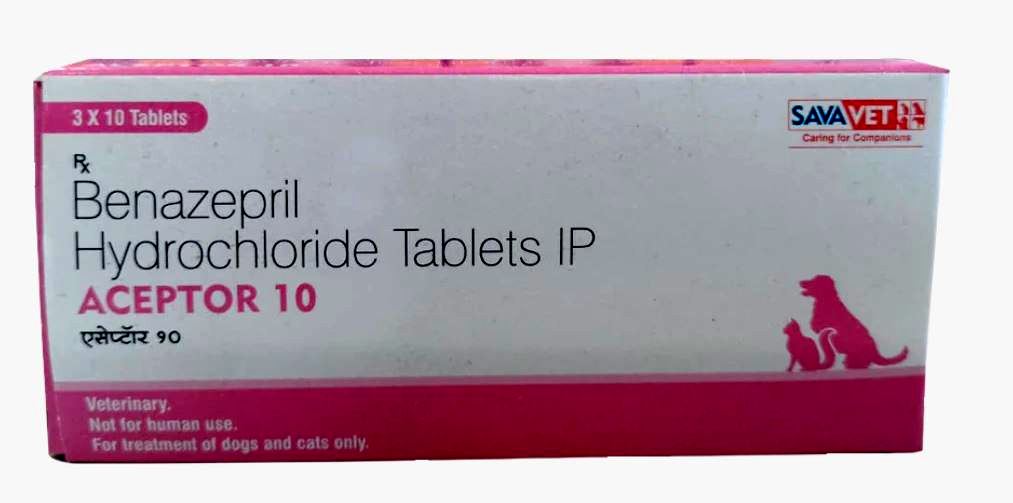 3 X 10 Tablets
SAVAVET
Caring for Companions
Rx
Benazepril
Hydrochloride Tablets IP
ACEPTOR 10
एसेप्टॅार १०
Veterinary.
Not for human use.
For treatment of dogs and cats only.